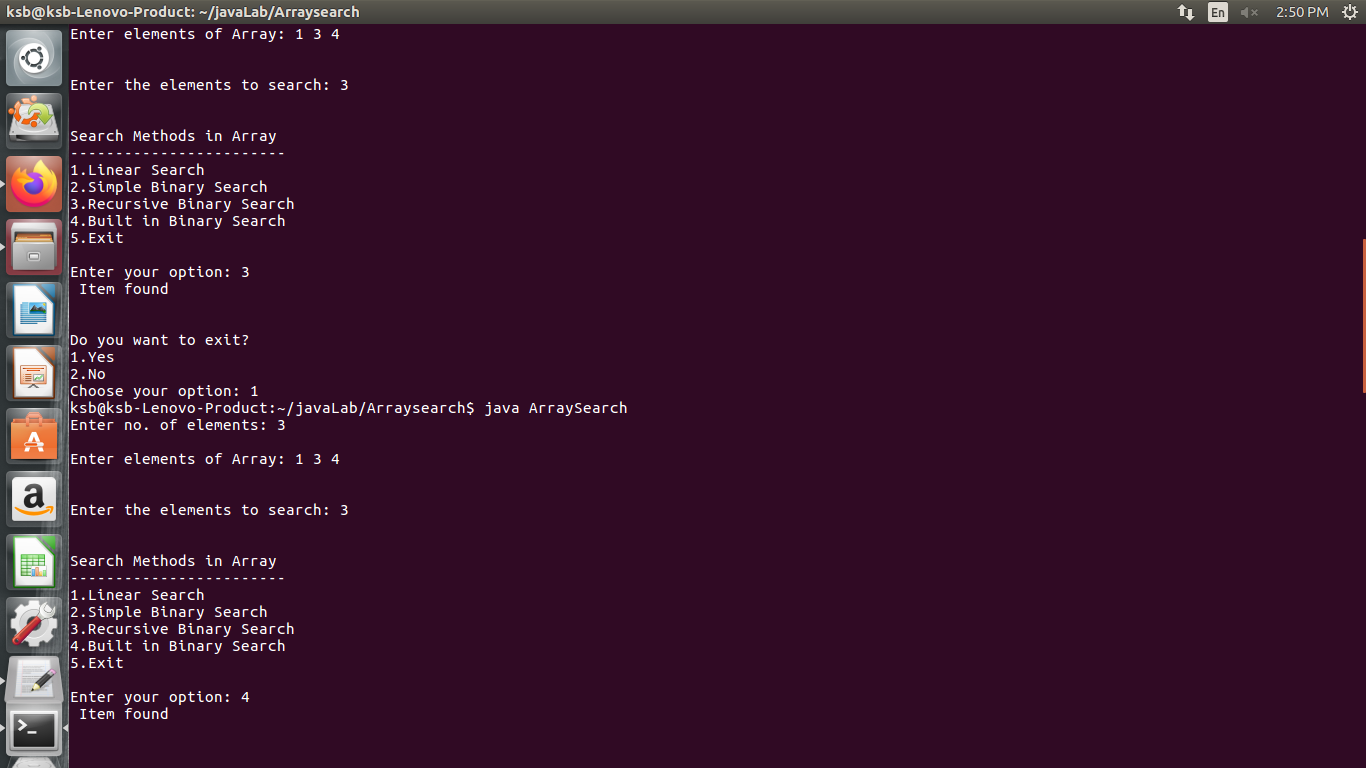 ksb@ksb-Lenovo-Product: ~/javaLab/Arraysearch
En
2:50 PM
Enter elements of Array: 1 3 4
Enter the elements to search: 3
Search Methods in Array
------------------------
1.Linear Search
2.Simple Binary Search
3.Recursive Binary Search
4.Built in Binary Search
5.Exit
Enter your option: 3
Item found
Do you want to exit?
1.Yes
2.No
Choose your option: 1
ksb@ksb-Lenovo-Product:~/javaLab/Arraysearch$ java ArraySearch
Enter no. of elements: 3
Enter elements of Array: 1 3 4
Enter the elements to search: 3
Search Methods in Array
------------------------
1.Linear Search
2.Simple Binary Search
3.Recursive Binary Search
4.Built in Binary Search
5.Exit
Enter your option: 4
Item found